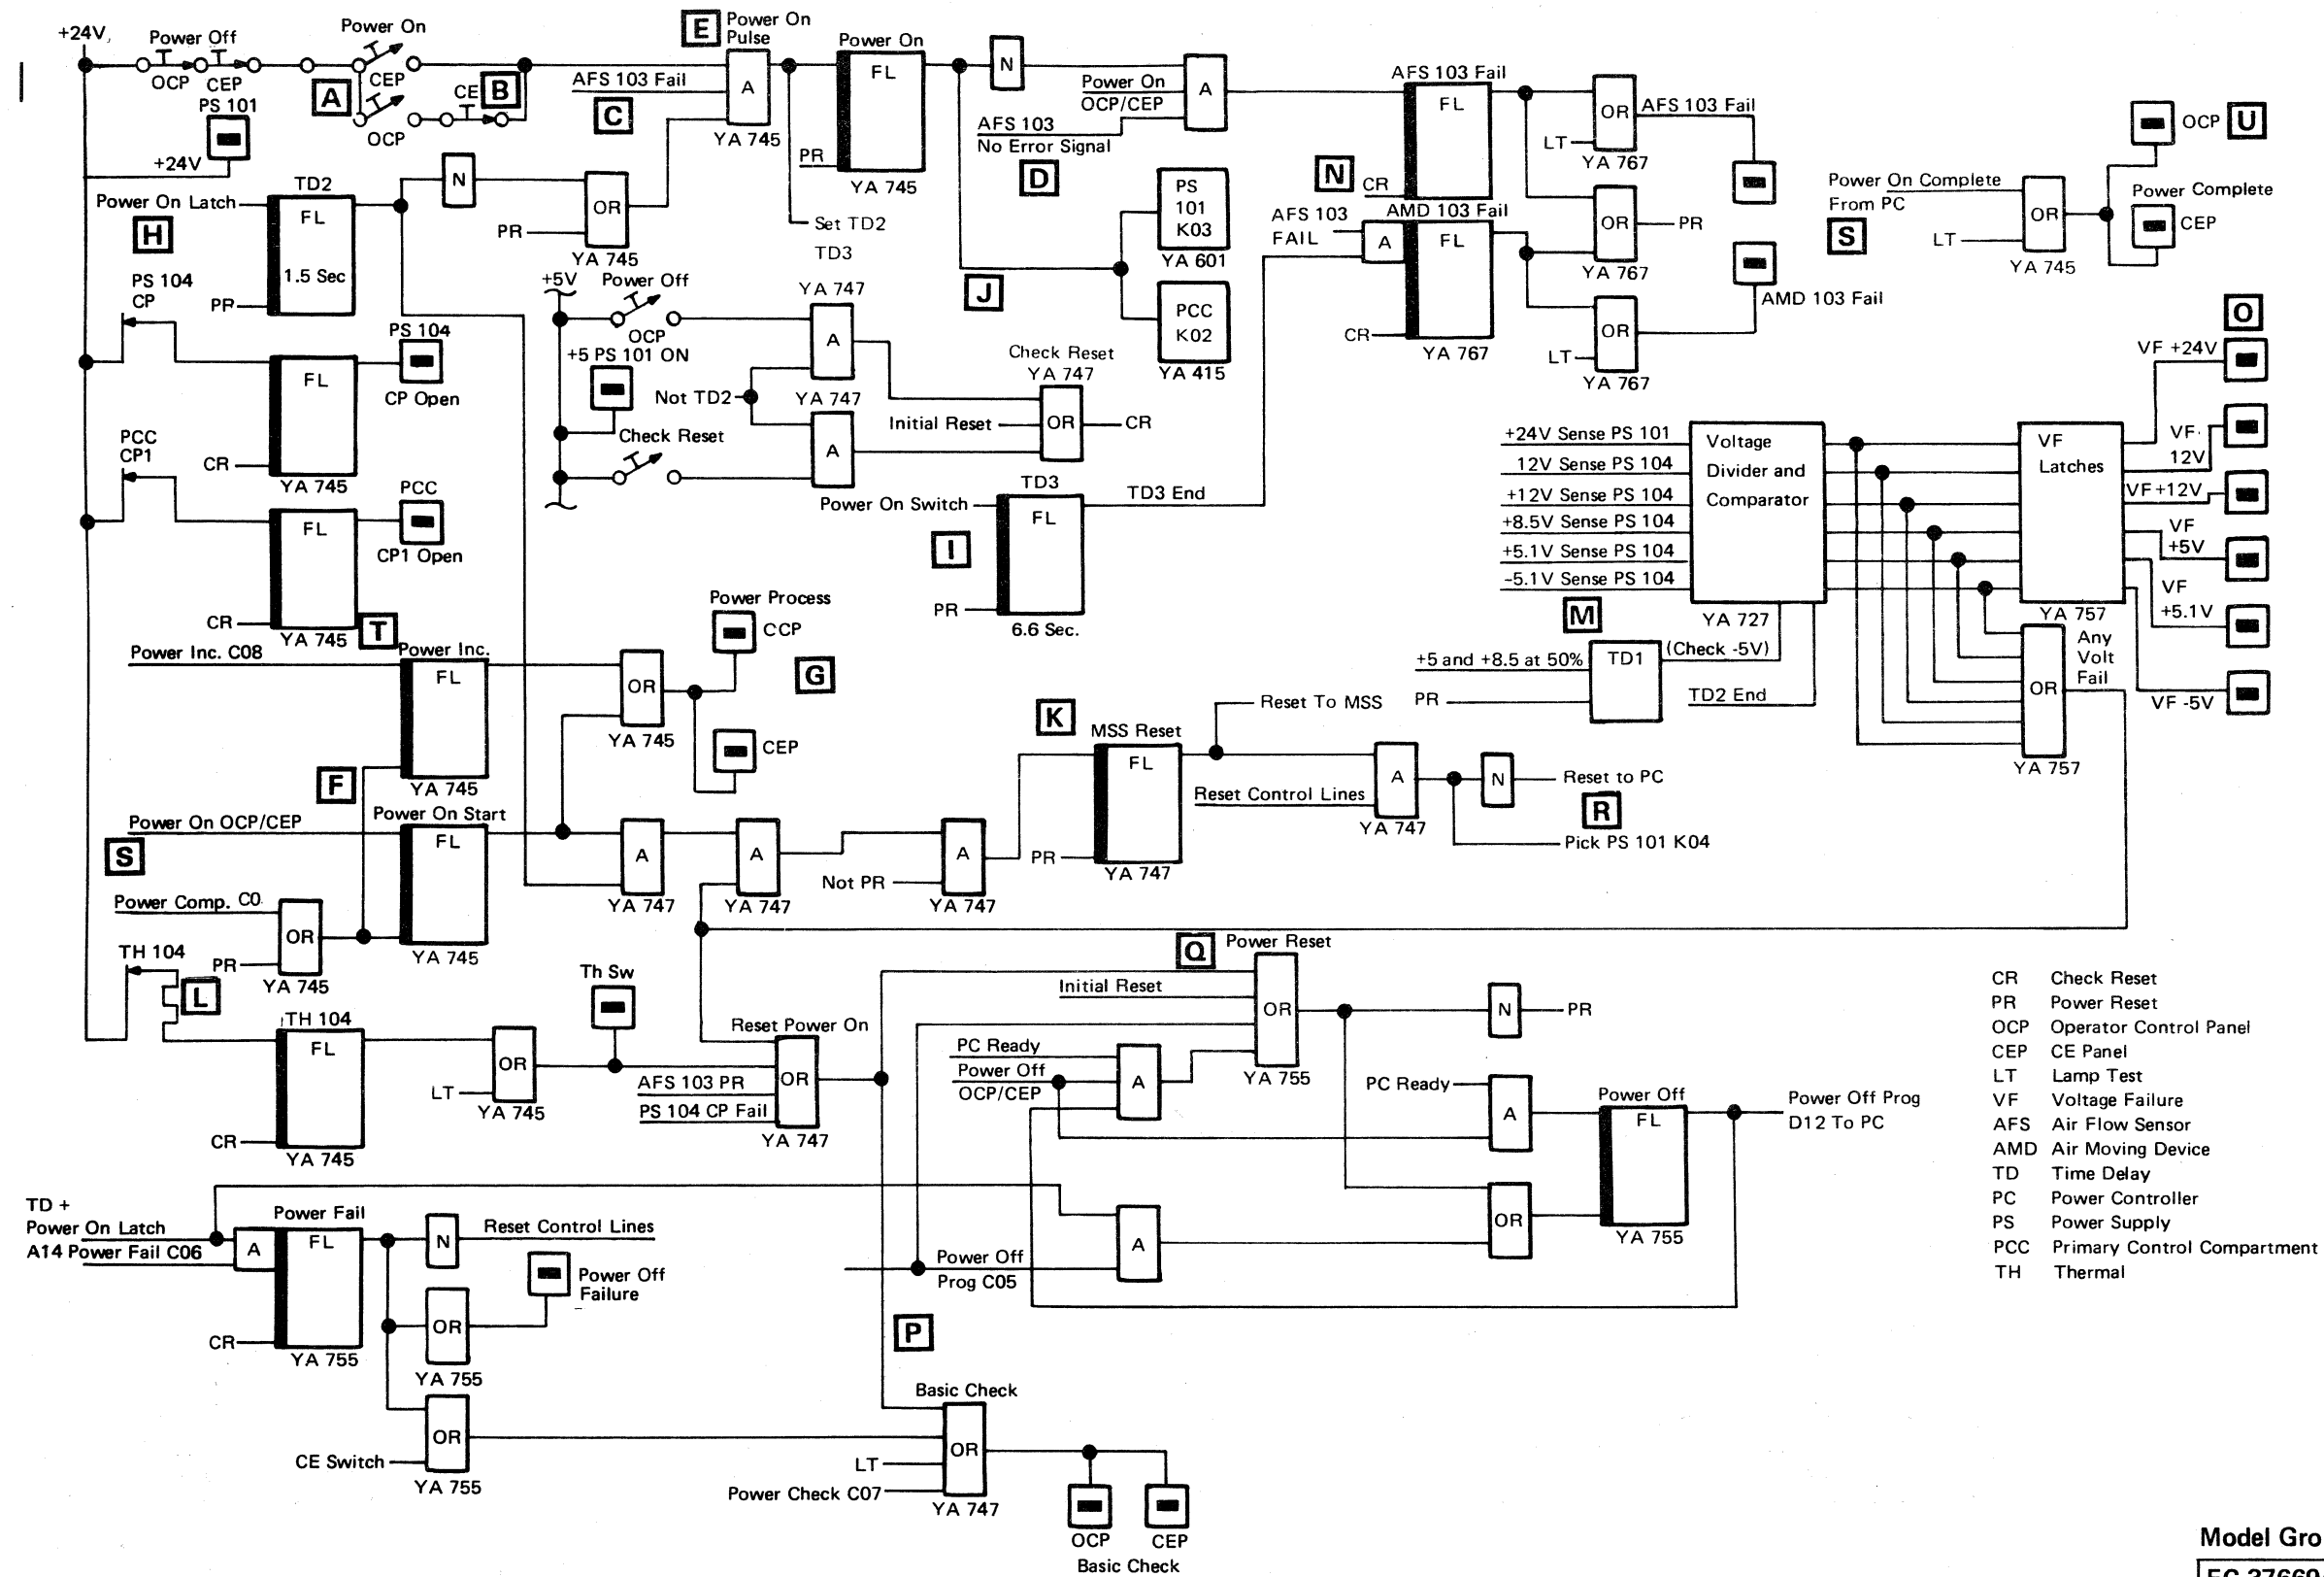 +24V
Power Off
OCP
CEP
Power On
CEP
OCP
A
CE
B
PS 101
+24V
E
Power On
Pulse
AFS 103 Fail
C
A
YA 745
Power On
FL
PR
YA 745
Set TD2
TD3
N
Power On
OCP/CEP
AFS 103
No Error Signal
D
A
AFS 103 Fail
FL
N
CR
OR
AFS 103 Fail
LT
YA 767
OCP
U
Power On Complete
From PC
S
LT
OR
YA 745
Power Complete
CEP
TD2
Power On Latch
FL
1.5 Sec
H
PR
N
PR
OR
YA 745
PS
101
K03
YA 601
J
PCC
K02
YA 415
AFS 103
FAIL
A
AMD 103 Fail
FL
CR
YA 767
OR
PR
YA 767
OR
LT
YA 767
AMD 103 Fail
PS 104
CP
FL
CR
YA 745
PS 104
CP Open
PCC
CP1
FL
CR
YA 745
PCC
CP1 Open
T
+5V
Power Off
OCP
+5 PS 101 ON
Check Reset
YA 747
A
Not TD2
YA 747
A
Initial Reset
Check Reset
YA 747
OR
CR
Power On Switch
TD3
FL
TD3 End
I
PR
6.6 Sec.
+24V Sense PS 101
12V Sense PS 104
+12V Sense PS 104
+8.5V Sense PS 104
+5.1V Sense PS 104
-5.1V Sense PS 104
M
Voltage
Divider and
Comparator
YA 727
VF
Latches
YA 757
O
VF +24V
VF
12V
VF +12V
VF
+5V
VF
+5.1V
VF -5V
+5 and +8.5 at 50%
PR
TD1
(Check -5V)
TD2 End
Any
Volt
Fail
OR
YA 757
Power Inc. C08
Power Inc.
FL
YA 745
F
OR
YA 745
Power Process
CCP
G
CEP
Power On OCP/CEP
S
Power On Start
FL
YA 745
Power Comp. C0
PR
OR
YA 745
A
YA 747
A
YA 747
Not PR
A
YA 747
K
MSS Reset
FL
PR
YA 747
Reset To MSS
Reset Control Lines
A
YA 747
N
Reset to PC
R
Pick PS 101 K04
TH 104
L
TH 104
FL
CR
YA 745
LT
OR
YA 745
Th Sw
Reset Power On
AFS 103 PR
PS 104 CP Fail
OR
YA 747
Q
Power Reset
Initial Reset
OR
YA 755
N
PR
PC Ready
Power Off
OCP/CEP
A
PC Ready
A
Power Off
FL
YA 755
Power Off Prog
D12 To PC
OR
TD +
Power On Latch
A14 Power Fail C06
A
Power Fail
FL
CR
YA 755
N
Reset Control Lines
OR
YA 755
Power Off
Failure
CE Switch
OR
YA 755
Power Off
Prog C05
A
P
Basic Check
OR
LT
Power Check C07
YA 747
OCP
CEP
Basic Check
CR Check Reset
PR Power Reset
OCP Operator Control Panel
CEP CE Panel
LT Lamp Test
VF Voltage Failure
AFS Air Flow Sensor
AMD Air Moving Device
TD Time Delay
PC Power Controller
PS Power Supply
PCC Primary Control Compartment
TH Thermal
Model Gro